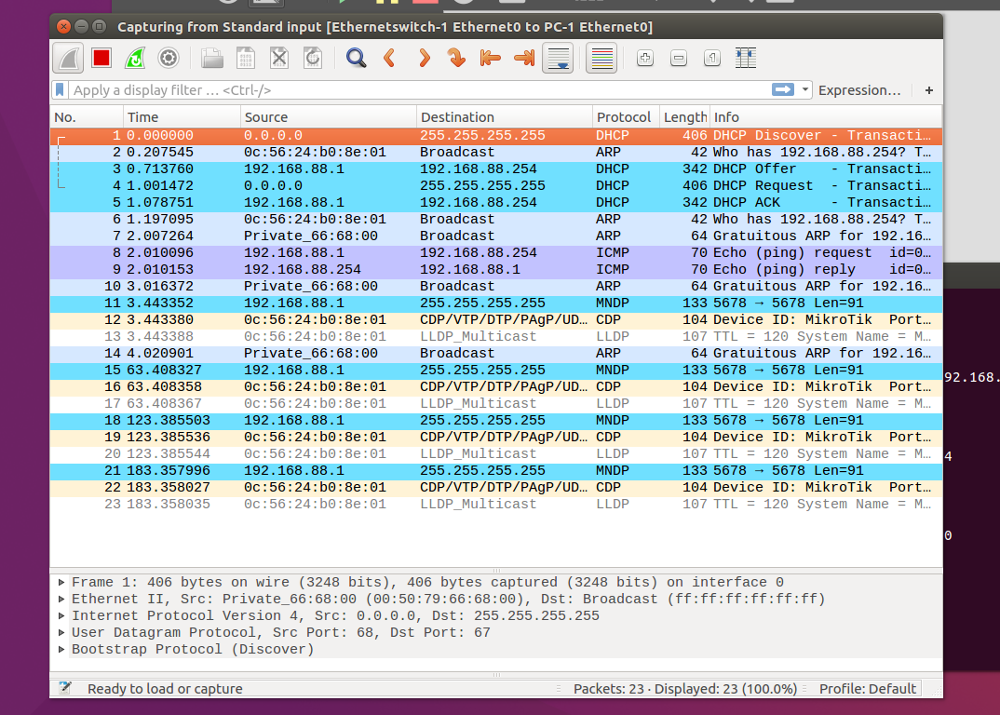 Capturing from Standard input [Ethernetswitch-1 Ethernet0 to PC-1 Ethernet0]
Apply a display filter … <Ctrl-/> Expression… +
No. Time Source Destination Protocol Length Info
1 0.000000 0.0.0.0 255.255.255.255 DHCP 406 DHCP Discover - Transacti…
2 0.207545 0c:56:24:b0:8e:01 Broadcast ARP 42 Who has 192.168.88.254? T…
3 0.713760 192.168.88.1 192.168.88.254 DHCP 342 DHCP Offer - Transacti…
4 1.001472 0.0.0.0 255.255.255.255 DHCP 406 DHCP Request - Transacti…
5 1.078751 192.168.88.1 192.168.88.254 DHCP 342 DHCP ACK - Transacti…
6 1.197095 0c:56:24:b0:8e:01 Broadcast ARP 42 Who has 192.168.88.254? T…
7 2.007264 Private_66:68:00 Broadcast ARP 64 Gratuitous ARP for 192.16…
8 2.010096 192.168.88.1 192.168.88.254 ICMP 70 Echo (ping) request id=0…
9 2.010153 192.168.88.254 192.168.88.1 ICMP 70 Echo (ping) reply id=0…
10 3.016372 Private_66:68:00 Broadcast ARP 64 Gratuitous ARP for 192.16…
11 3.443352 192.168.88.1 255.255.255.255 MNDP 133 5678 → 5678 Len=91
12 3.443380 0c:56:24:b0:8e:01 CDP/VTP/DTP/PAgP/UD… CDP 104 Device ID: MikroTik Port…
13 3.443388 0c:56:24:b0:8e:01 LLDP_Multicast LLDP 107 TTL = 120 System Name = M…
14 4.020901 Private_66:68:00 Broadcast ARP 64 Gratuitous ARP for 192.16…
15 63.408327 192.168.88.1 255.255.255.255 MNDP 133 5678 → 5678 Len=91
16 63.408358 0c:56:24:b0:8e:01 CDP/VTP/DTP/PAgP/UD… CDP 104 Device ID: MikroTik Port…
17 63.408367 0c:56:24:b0:8e:01 LLDP_Multicast LLDP 107 TTL = 120 System Name = M…
18 123.385503 192.168.88.1 255.255.255.255 MNDP 133 5678 → 5678 Len=91
19 123.385536 0c:56:24:b0:8e:01 CDP/VTP/DTP/PAgP/UD… CDP 104 Device ID: MikroTik Port…
20 123.385544 0c:56:24:b0:8e:01 LLDP_Multicast LLDP 107 TTL = 120 System Name = M…
21 183.357996 192.168.88.1 255.255.255.255 MNDP 133 5678 → 5678 Len=91
22 183.358027 0c:56:24:b0:8e:01 CDP/VTP/DTP/PAgP/UD… CDP 104 Device ID: MikroTik Port…
23 183.358035 0c:56:24:b0:8e:01 LLDP_Multicast LLDP 107 TTL = 120 System Name = M…
Frame 1: 406 bytes on wire (3248 bits), 406 bytes captured (3248 bits) on interface 0
Ethernet II, Src: Private_66:68:00 (00:50:79:66:68:00), Dst: Broadcast (ff:ff:ff:ff:ff:ff)
Internet Protocol Version 4, Src: 0.0.0.0, Dst: 255.255.255.255
User Datagram Protocol, Src Port: 68, Dst Port: 67
Bootstrap Protocol (Discover)
Ready to load or capture Packets: 23 · Displayed: 23 (100.0%) Profile: Default
92.168.
4
0